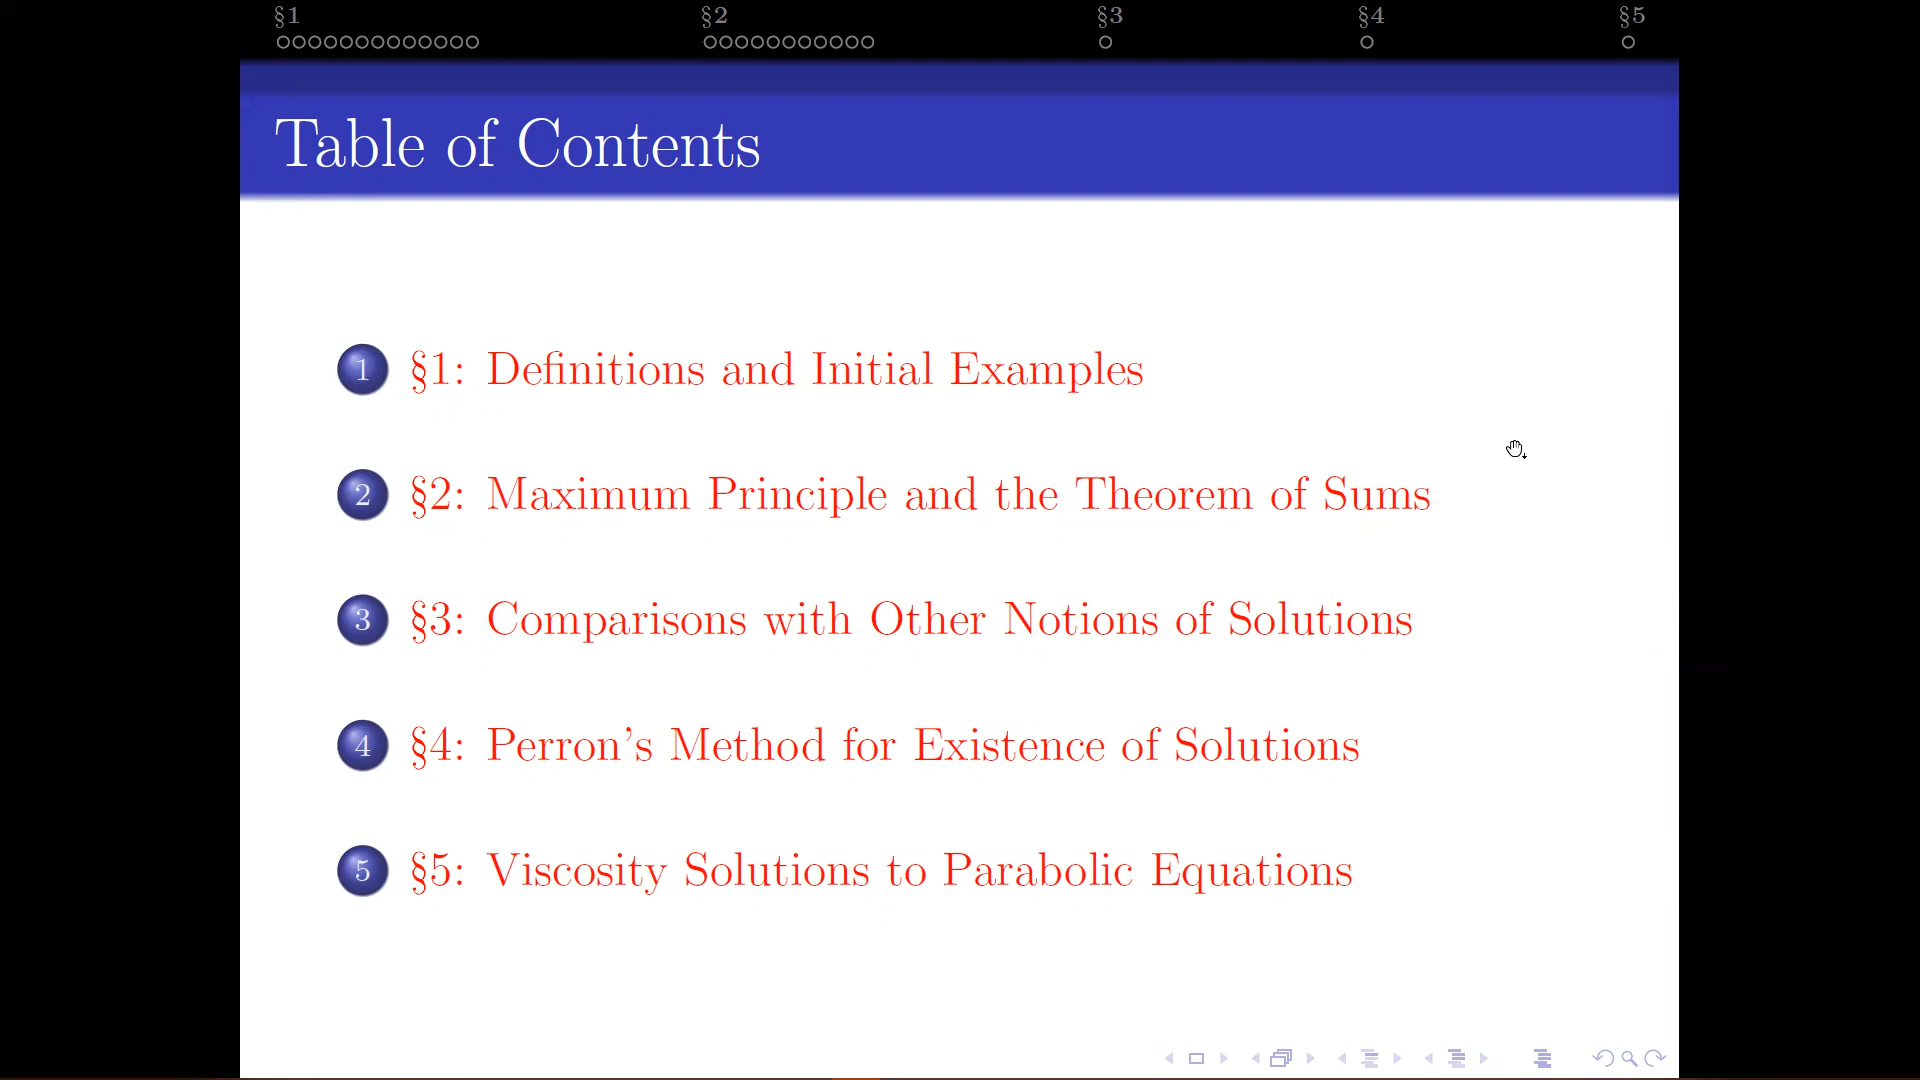 §1 §2 §3 §4 §5
Table of Contents
1 §1: Definitions and Initial Examples
2 §2: Maximum Principle and the Theorem of Sums
3 §3: Comparisons with Other Notions of Solutions
4 §4: Perron's Method for Existence of Solutions
5 §5: Viscosity Solutions to Parabolic Equations